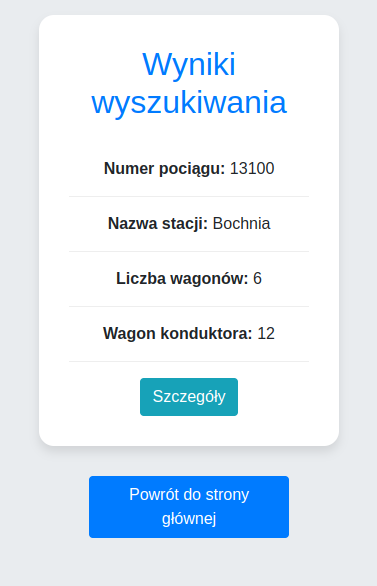 Wyniki
wyszukiwania
Numer pociągu: 13100
Nazwa stacji: Bochnia
Liczba wagonów: 6
Wagon konduktora: 12
Szczegóły
Powrót do strony
głównej